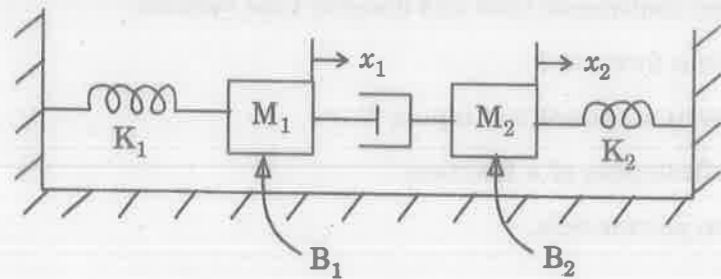 x₁ x₂
K₁ M₁ M₂ K₂
B₁ B₂